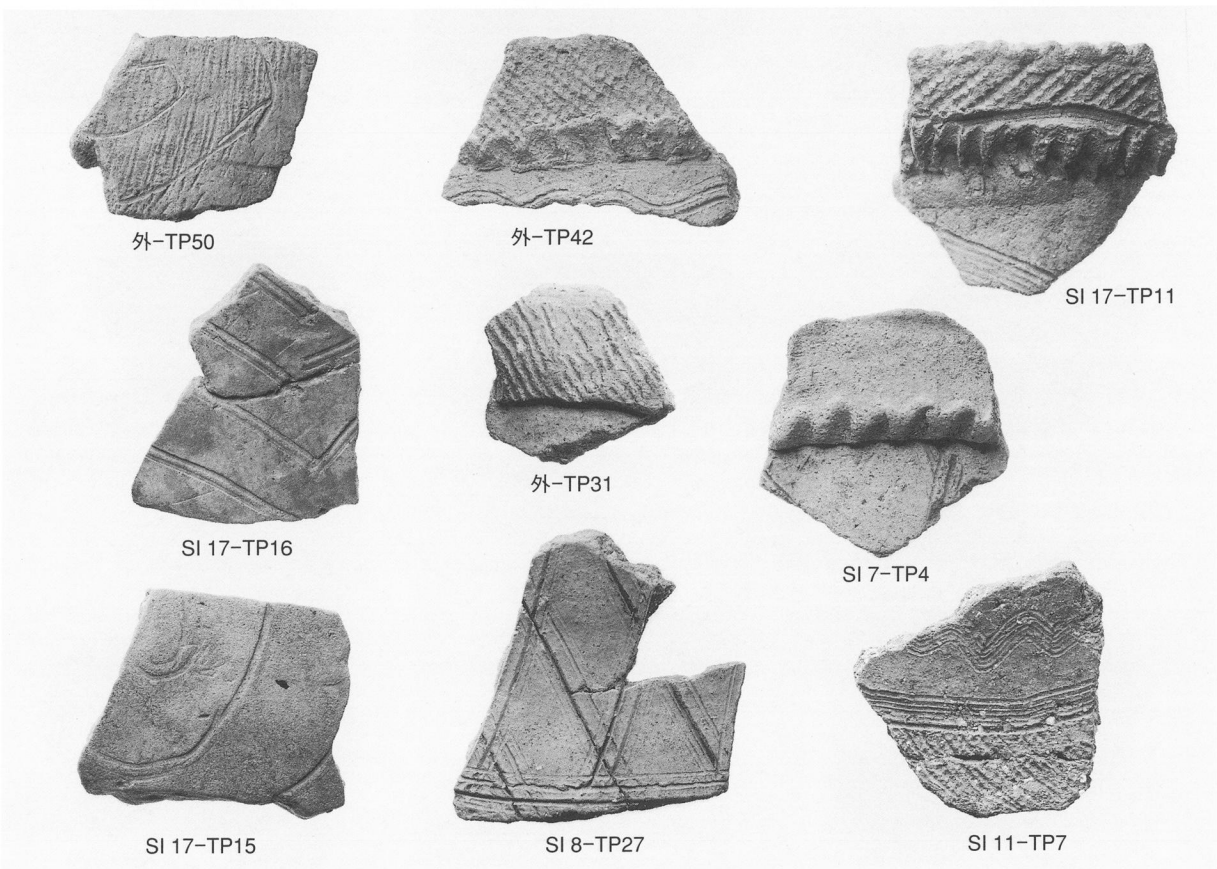 外-TP50
外-TP42
SI 17-TP11
SI 17-TP16
外-TP31
SI 7-TP4
SI 17-TP15
SI 8-TP27
SI 11-TP7